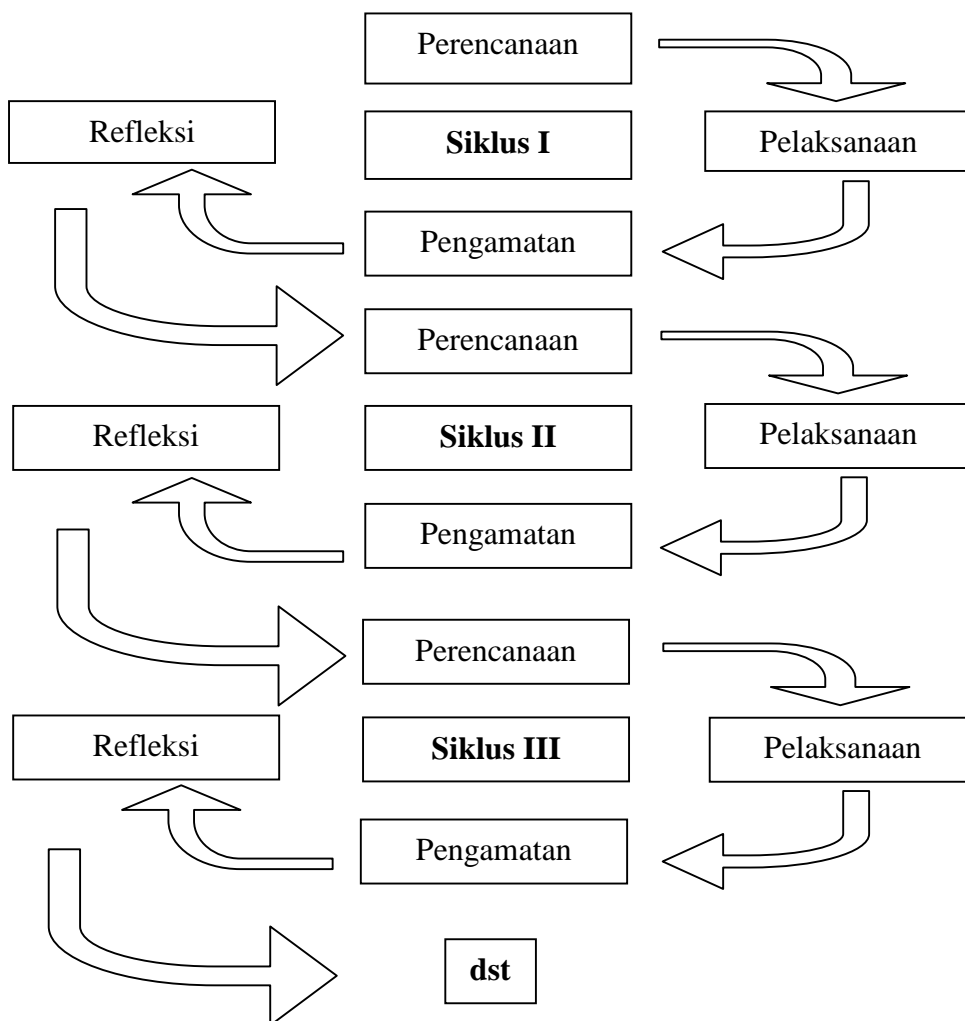 Perencanaan
Refleksi
Siklus I
Pelaksanaan
Pengamatan
Perencanaan
Refleksi
Siklus II
Pelaksanaan
Pengamatan
Perencanaan
Refleksi
Siklus III
Pelaksanaan
Pengamatan
dst